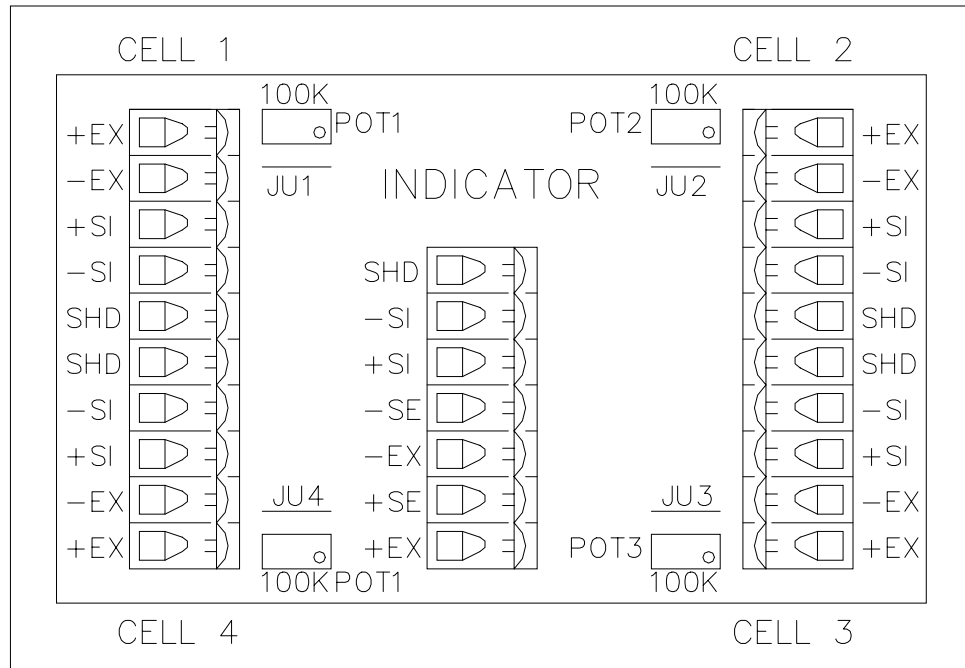 CELL 1
CELL 2
100K
100K
+EX
POT1
POT2
+EX
-EX
JU1
INDICATOR
JU2
-EX
+SI
+SI
-SI
SHD
-SI
SHD
-SI
SHD
SHD
+SI
SHD
-SI
-SE
-SI
+SI
-EX
+SI
-EX
JU4
+SE
JU3
-EX
+EX
+EX
POT3
+EX
100K
POT1
100K
CELL 4
CELL 3